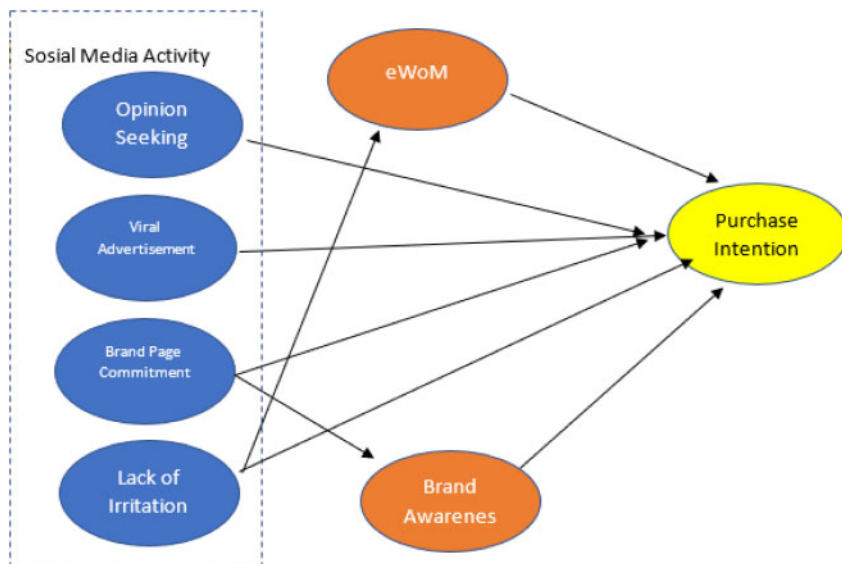 Sosial Media Activity
Opinion
Seeking
Viral
Advertisement
Brand Page
Commitment
Lack of
Irritation
eWoM
Brand
Awarenes
Purchase
Intention